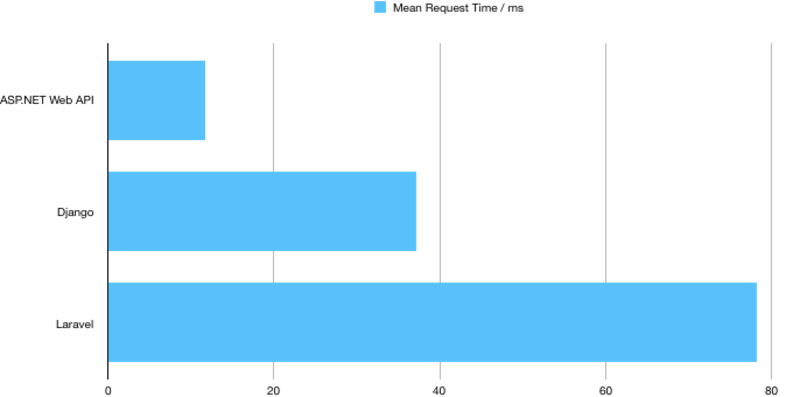 Mean Request Time / ms
ASP.NET Web API
Django
Laravel
0 20 40 60 80